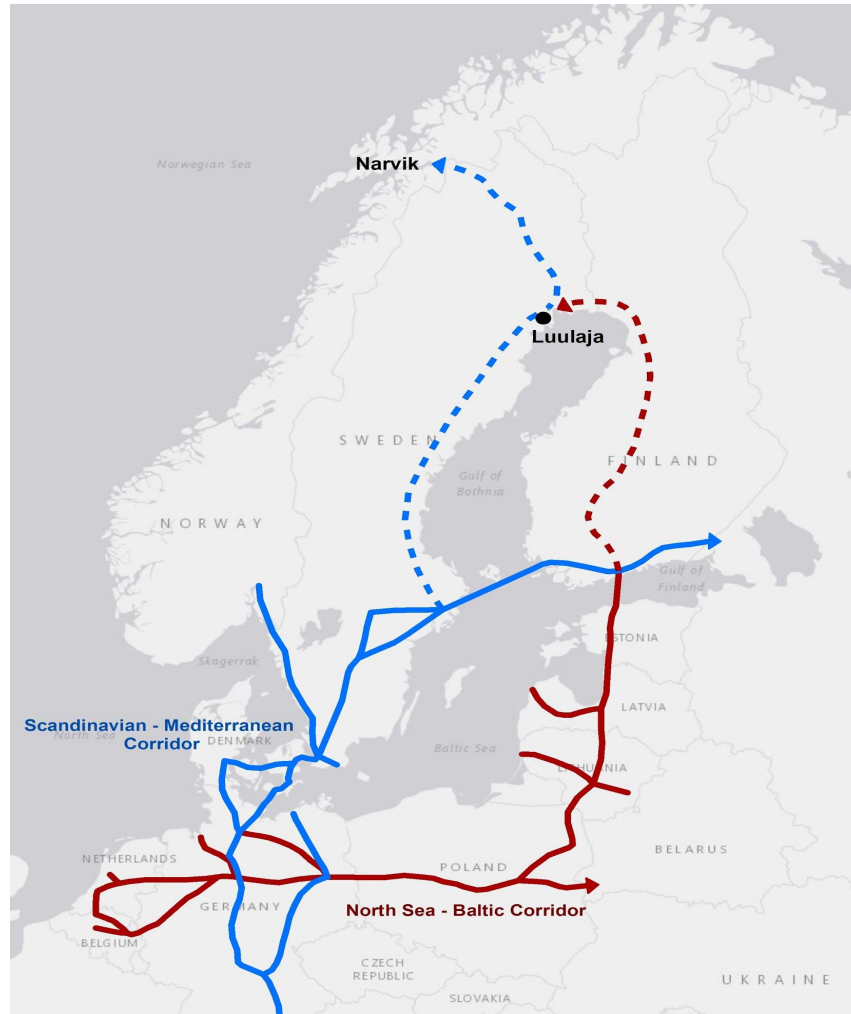 Norwegian Sea
Narvik
Luulaja
SWEDEN
FINLAND
Gulf of
Bothnia
NORWAY
Gulf of
Finland
ESTONIA
Skagerrak
LATVIA
Scandinavian - Mediterranean
Corridor
North Sea
DENMARK
Baltic Sea
LITHUANIA
BELARUS
NETHERLANDS
POLAND
GERMANY
North Sea - Baltic Corridor
BELGIUM
CZECH
REPUBLIC
UKRAINE
SLOVAKIA